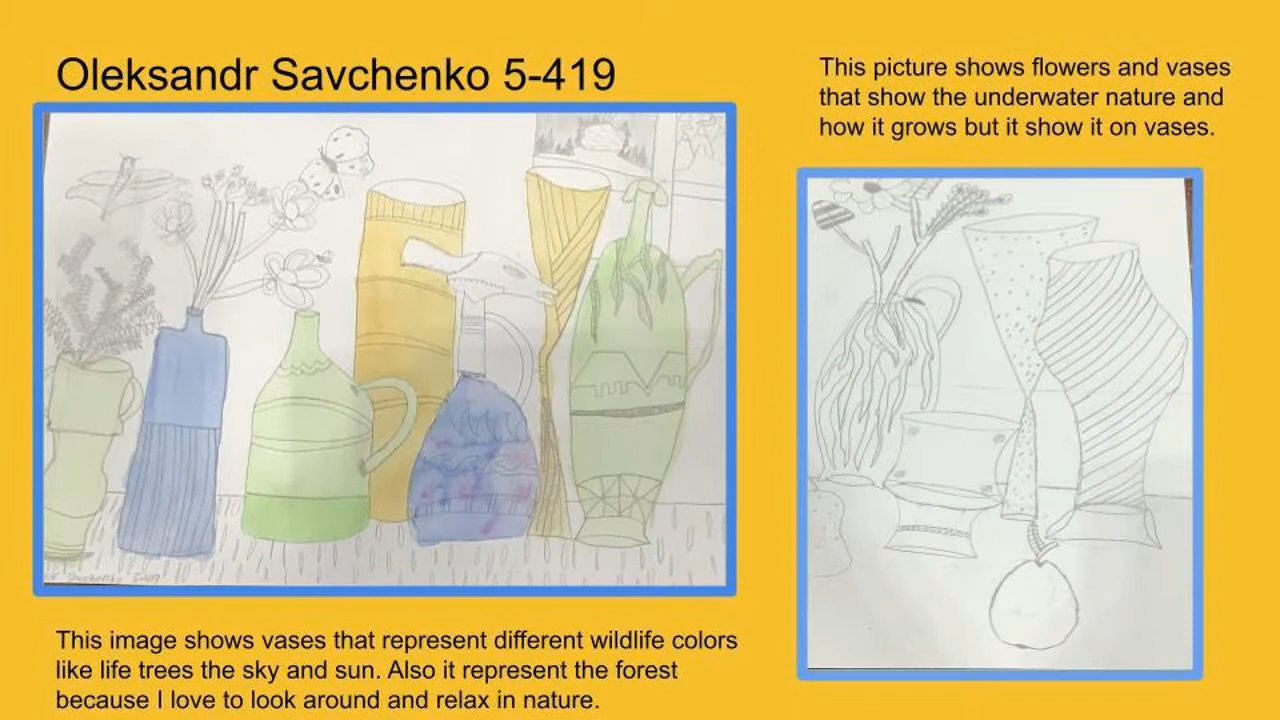 Oleksandr Savchenko 5-419
This picture shows flowers and vases
that show the underwater nature and
how it grows but it show it on vases.
This image shows vases that represent different wildlife colors
like life trees the sky and sun. Also it represent the forest
because I love to look around and relax in nature.